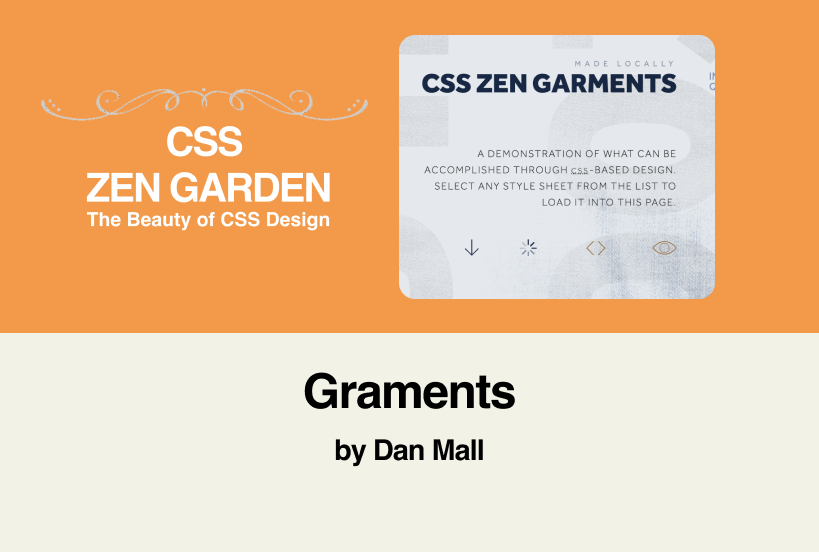 CSS
ZEN GARDEN
The Beauty of CSS Design
MADE LOCALLY
CSS ZEN GARMENTS
A DEMONSTRATION OF WHAT CAN BE
ACCOMPLISHED THROUGH CSS-BASED DESIGN.
SELECT ANY STYLE SHEET FROM THE LIST TO
LOAD IT INTO THIS PAGE.
Graments
by Dan Mall